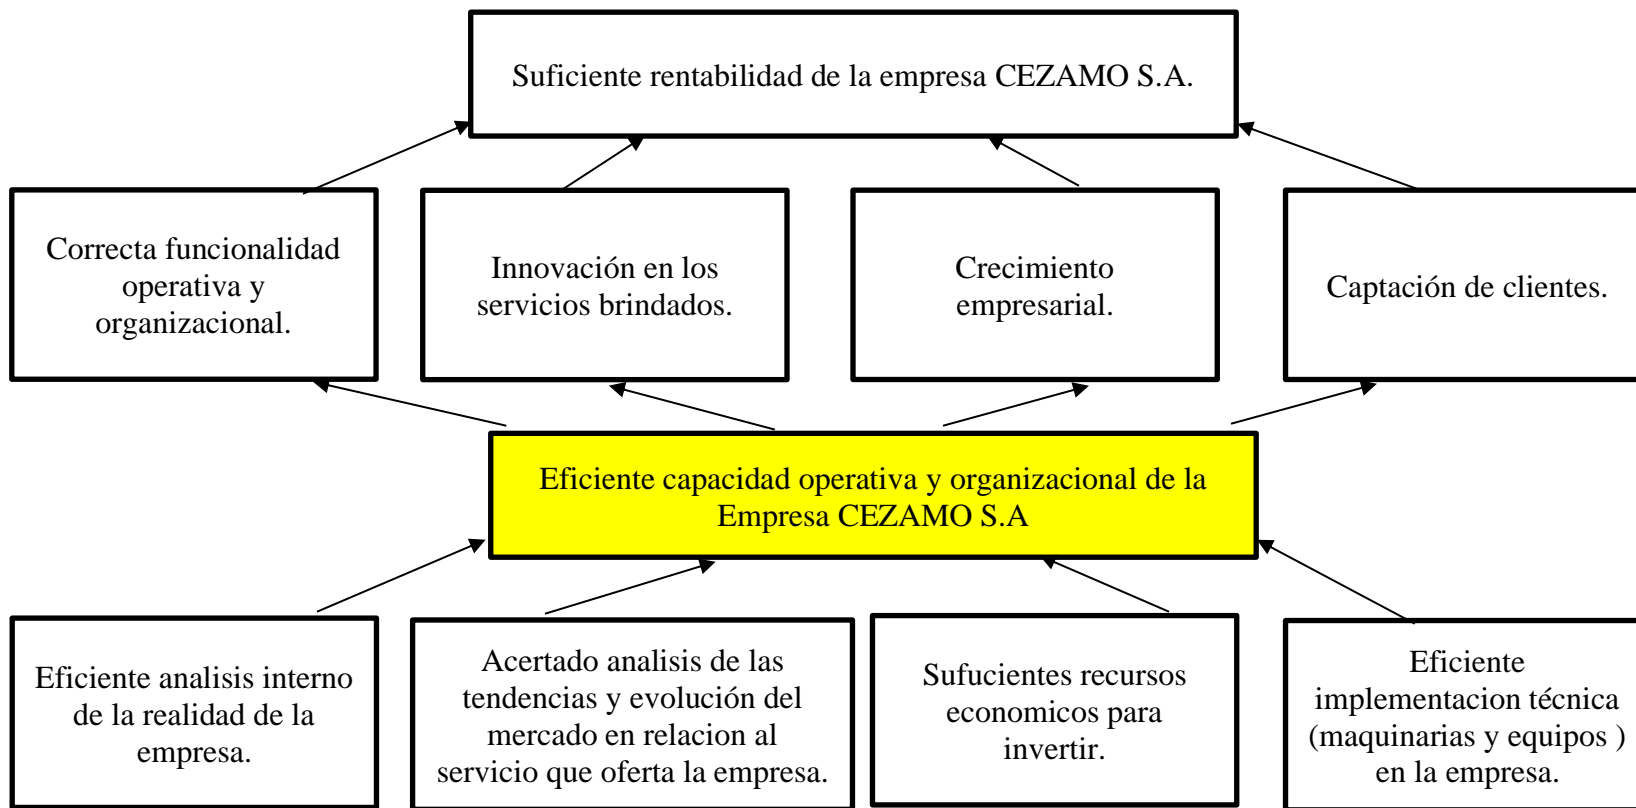 Suficiente rentabilidad de la empresa CEZAMO S.A.
Correcta funcionalidad
operativa y
organizacional.
Innovación en los
servicios brindados.
Crecimiento
empresarial.
Captación de clientes.
Eficiente capacidad operativa y organizacional de la
Empresa CEZAMO S.A
Eficiente analisis interno
de la realidad de la
empresa.
Acertado analisis de las
tendencias y evolución del
mercado en relacion al
servicio que oferta la empresa.
Sufucientes recursos
economicos para
invertir.
Eficiente
implementacion técnica
(maquinarias y equipos )
en la empresa.